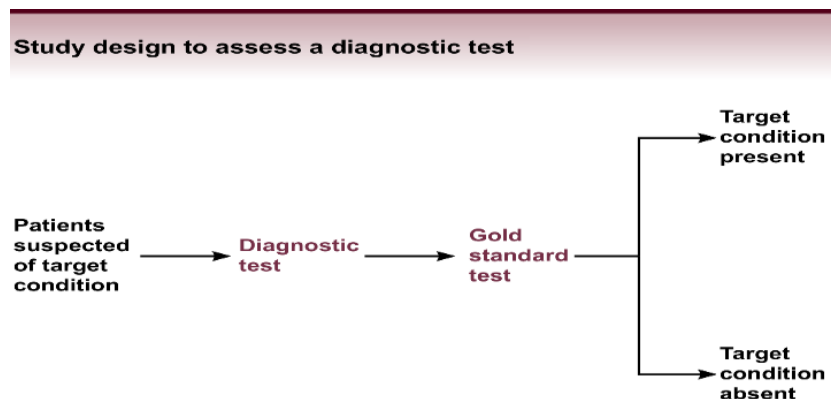 Study design to assess a diagnostic test
Target
condition
present
Patients
suspected
of target
condition
Diagnostic
test
Gold
standard
test
Target
condition
absent